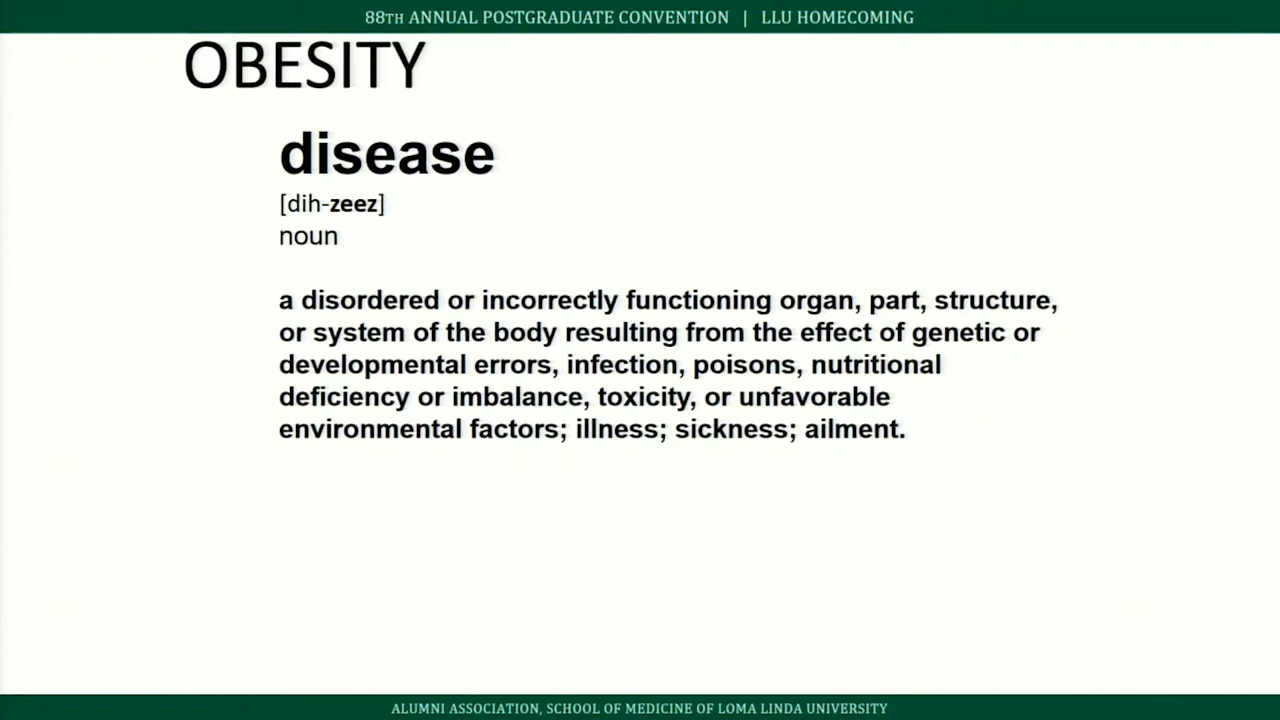 88TH ANNUAL POSTGRADUATE CONVENTION | LLU HOMECOMING
OBESITY
disease
[dih-zeez]
noun
a disordered or incorrectly functioning organ, part, structure,
or system of the body resulting from the effect of genetic or
developmental errors, infection, poisons, nutritional
deficiency or imbalance, toxicity, or unfavorable
environmental factors; illness; sickness; ailment.
ALUMNI ASSOCIATION, SCHOOL OF MEDICINE OF LOMA LINDA UNIVERSITY